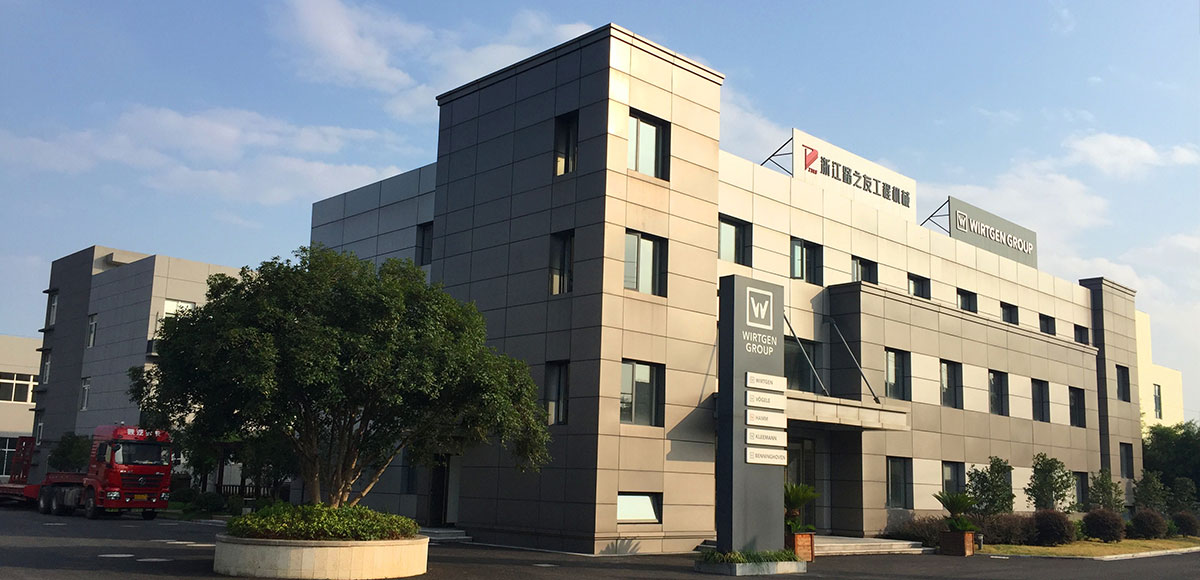 浙江路之友工程机械
W WIRTGEN GROUP
W
WIRTGEN
GROUP
WIRTGEN
VÖGELE
HAMM
KLEEMANN
BENNINGHOVEN